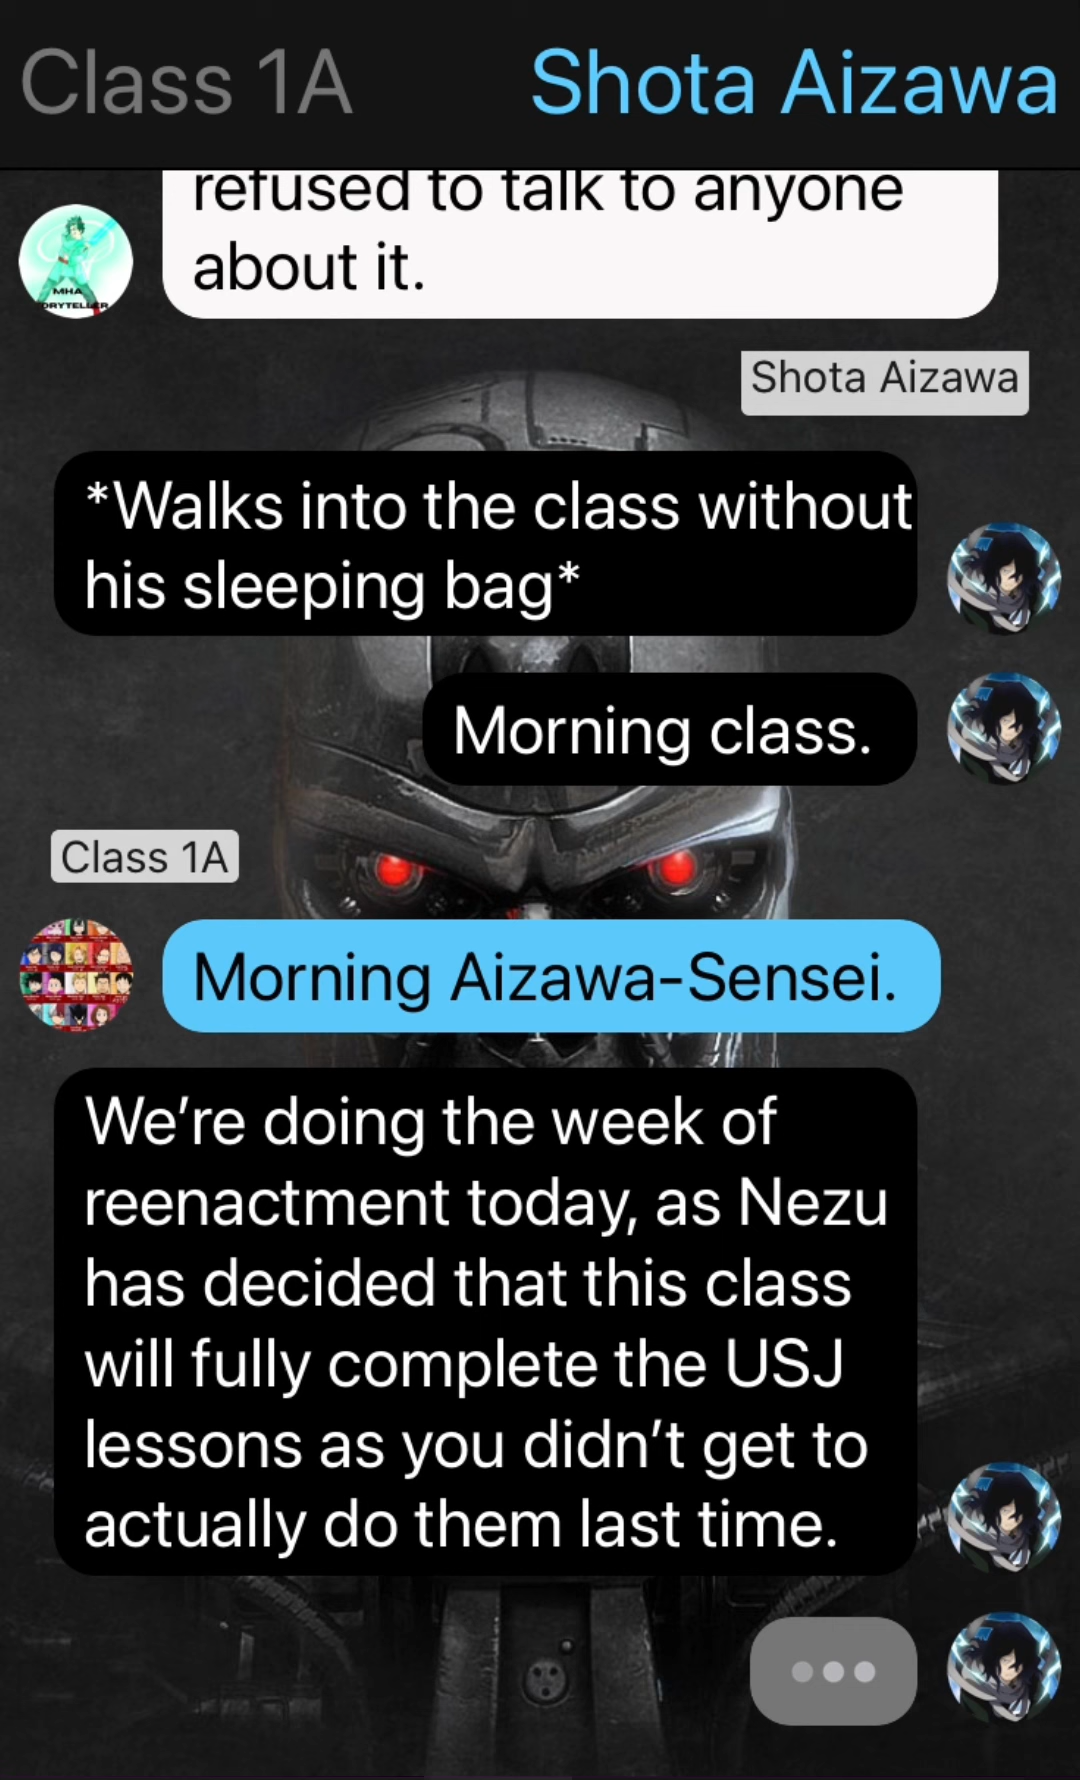 Class 1A
Shota Aizawa
refused to talk to anyone
about it.
MHA
Shota Aizawa
*Walks into the class without
his sleeping bag*
Morning class.
Class 1A
Morning Aizawa-Sensei.
We’re doing the week of
reenactment today, as Nezu
has decided that this class
will fully complete the USJ
lessons as you didn’t get to
actually do them last time.